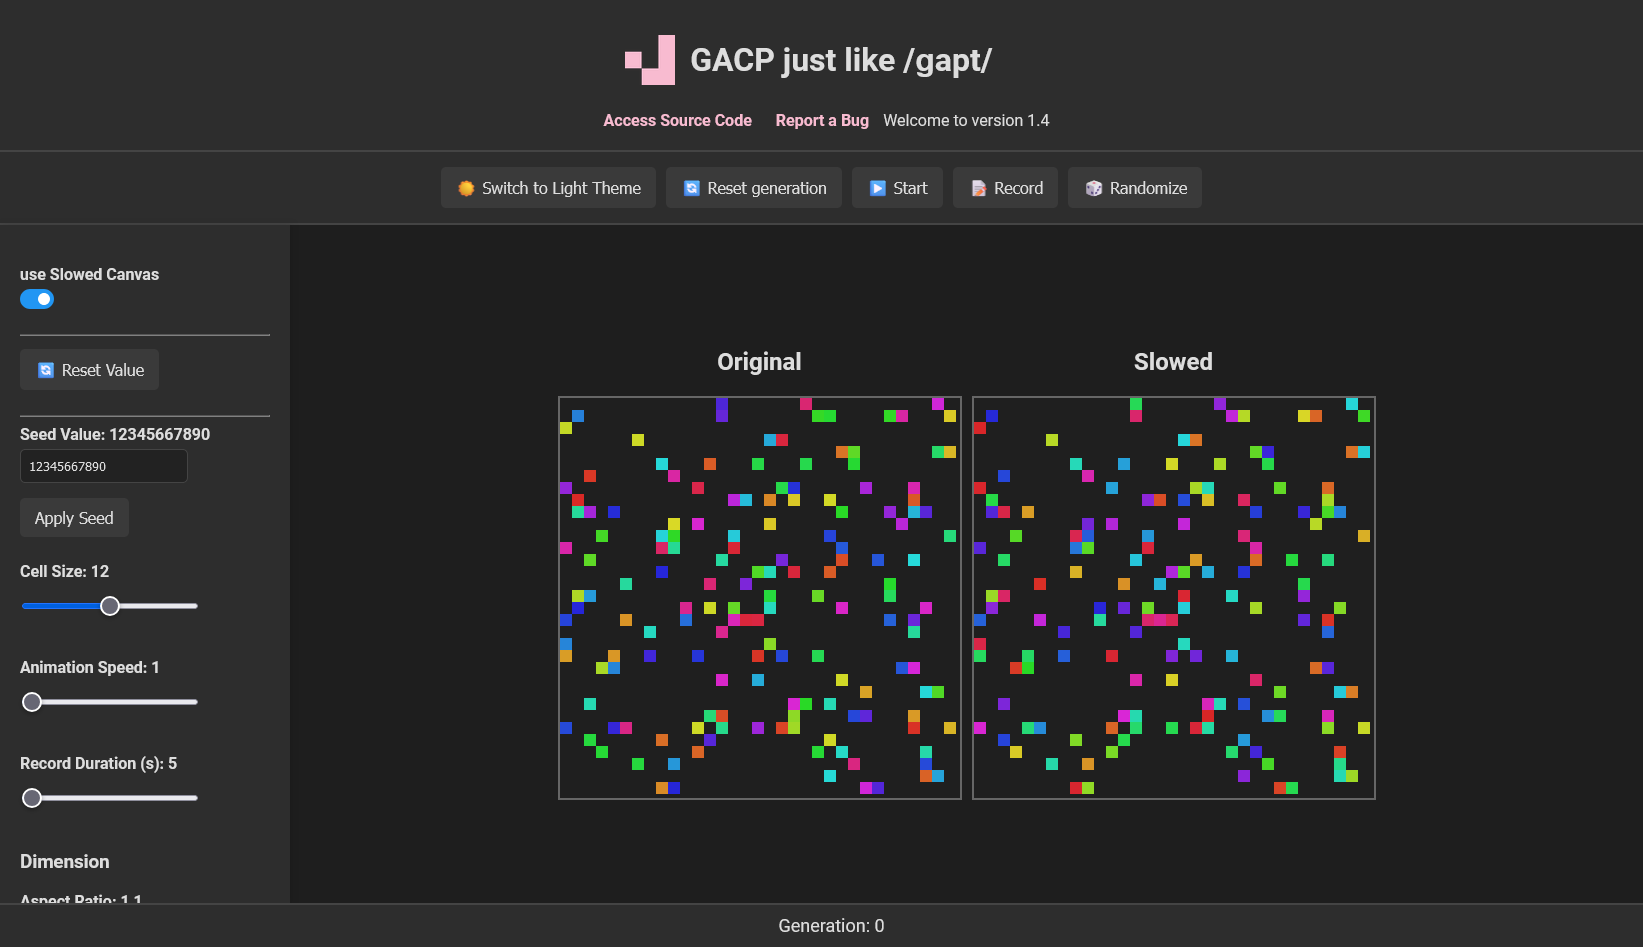 GACP just like /gapt/
Access Source Code Report a Bug Welcome to version 1.4
Switch to Light Theme Reset generation Start Record Randomize
use Slowed Canvas
Reset Value
Seed Value: 12345667890
12345667890
Apply Seed
Cell Size: 12
Animation Speed: 1
Record Duration (s): 5
Dimension
Aspect Ratio: 1.1
Original Slowed
Generation: 0